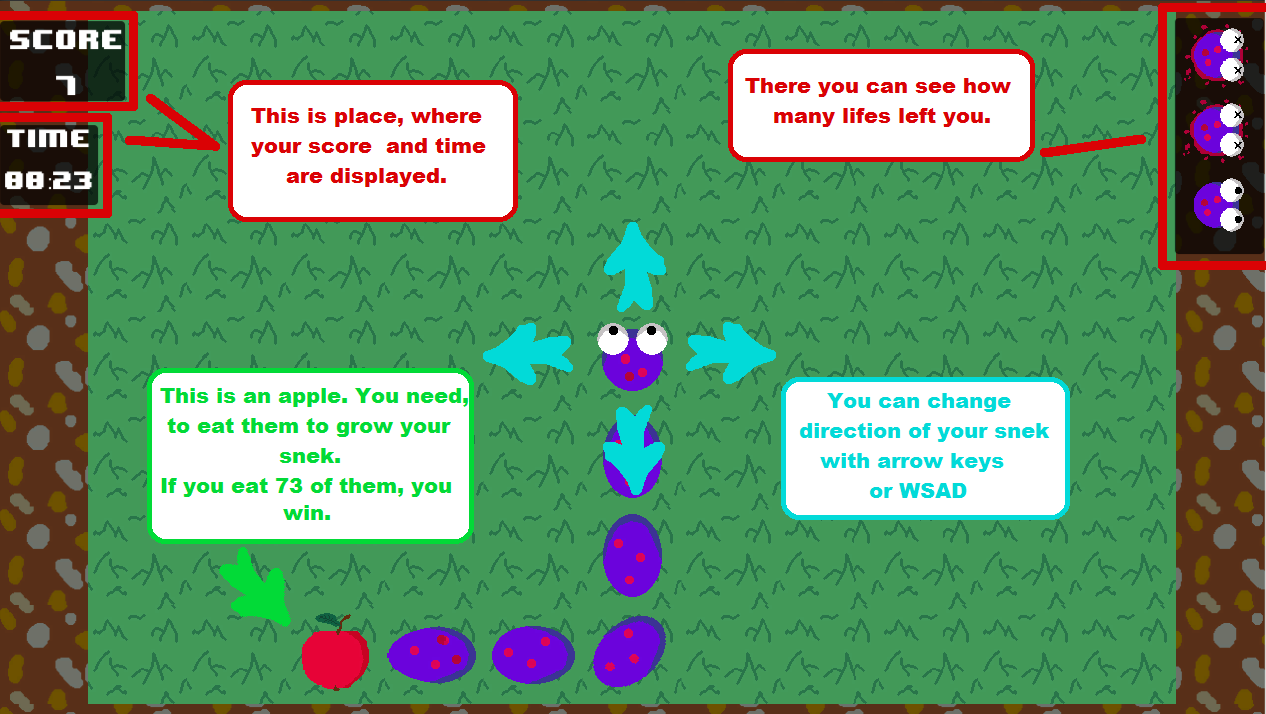 SCORE
7
TIME
00:23
This is place, where
your score  and time
are displayed.
There you can see how
many lifes left you.
This is an apple. You need,
to eat them to grow your
snek.
If you eat 73 of them, you
win.
You can change
direction of your snek
with arrow keys
or WSAD